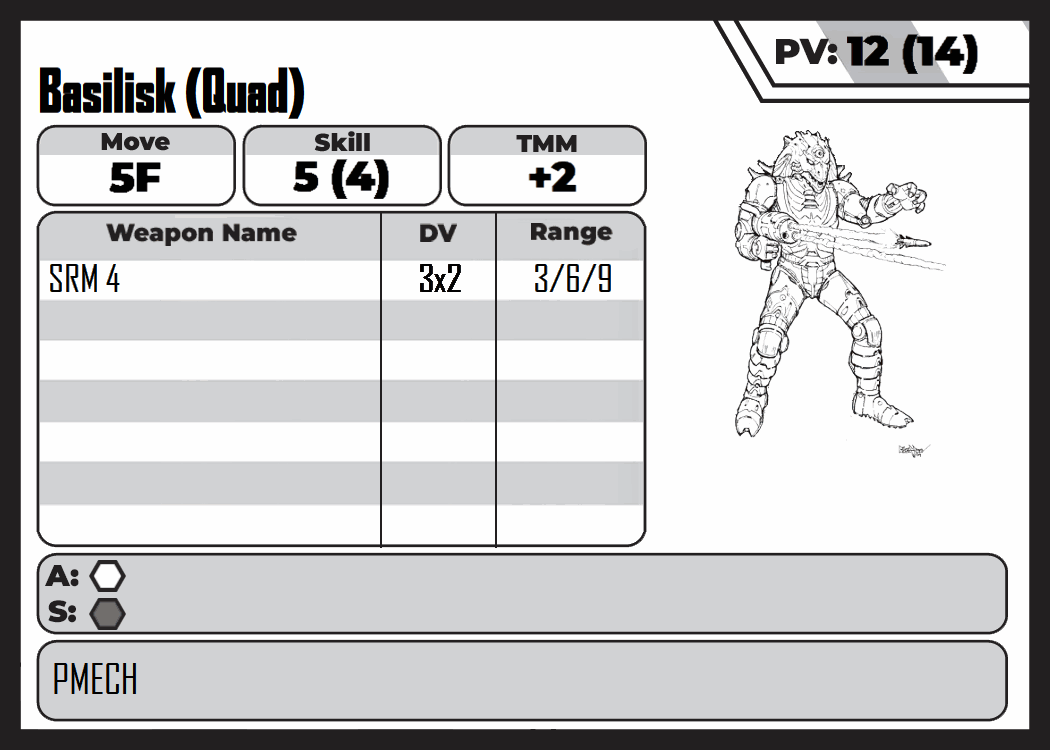 PV: 12 (14)
Basilisk (Quad)
Move Skill TMM
5F 5 (4) +2
Weapon Name DV Range
SRM 4 3x2 3/6/9
A:
S:
PMECH